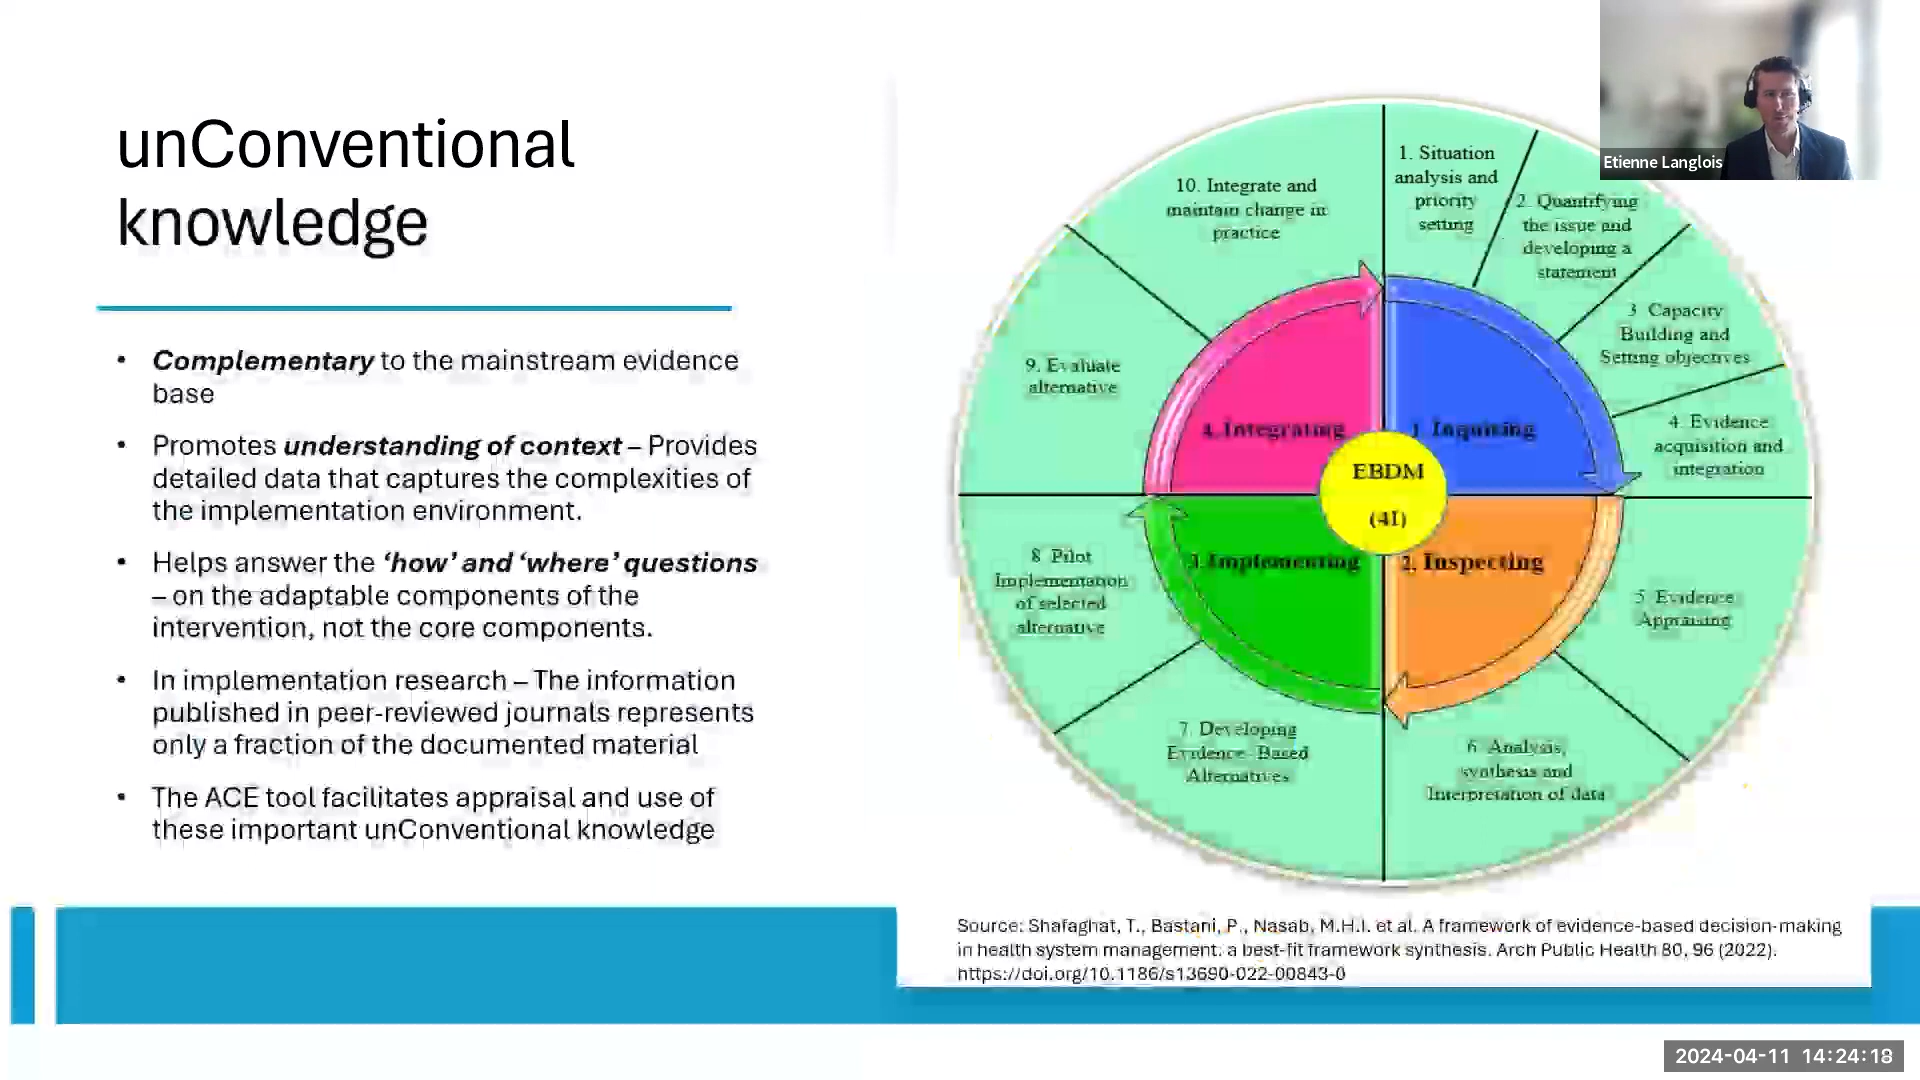 unConventional
knowledge
• Complementary to the mainstream evidence
base
• Promotes understanding of context – Provides
detailed data that captures the complexities of
the implementation environment.
• Helps answer the ‘how’ and ‘where’ questions
– on the adaptable components of the
intervention, not the core components.
• In implementation research – The information
published in peer-reviewed journals represents
only a fraction of the documented material
• The ACE tool facilitates appraisal and use of
these important unConventional knowledge
Etienne Langlois
1. Situation
analysis and
priority
setting
2. Quantifying
the issue and
developing a
statement
3 Capacity
Building and
Setting objectives
4. Evidence
acquisition and
integration
5. Evidence
Appraising
6. Analysis,
synthesis and
Interpretation of data
7. Developing
Evidence-Based
Alternatives
8 Pilot
Implementation
of selected
alternative
9. Evaluate
alternative
10. Integrate and
maintain change in
practice
1. Inquiring
2. Inspecting
3. Implementing
4. Integrating
EBDM
(4I)
Source: Shafaghat, T., Bastani, P., Nasab, M.H.I. et al. A framework of evidence-based decision-making
in health system management: a best-fit framework synthesis. Arch Public Health 80, 96 (2022).
https://doi.org/10.1186/s13690-022-00843-0
2024-04-11 14:24:18